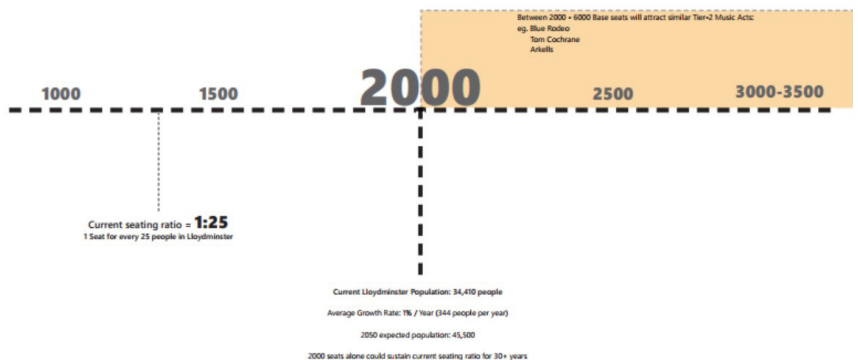 Between 2000 - 6000 Base seats will attract similar Tier-2 Music Acts:
eg. Blue Rodeo
Tom Cochrane
Arkells
1000
1500
2000
2500
3000-3500
Current seating ratio = 1:25
1 Seat for every 25 people in Lloydminster
Current Lloydminster Population: 34,410 people
Average Growth Rate: 1% / Year (344 people per year)
2050 expected population: 45,500
2000 seats alone could sustain current seating ratio for 30+ years